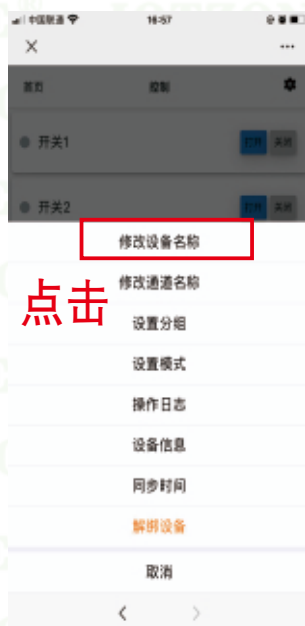 中国联通 16:57
首页 控制
开关1 打开 关闭
开关2 打开 关闭
修改设备名称
点击
修改通道名称
设置分组
设置模式
操作日志
设备信息
同步时间
解绑设备
取消